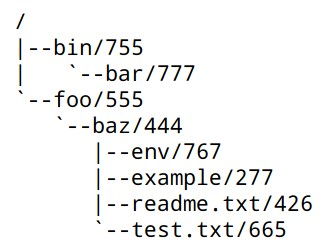 /
|--bin/755
|   `--bar/777
`--foo/555
   `--baz/444
      |--env/767
      |--example/277
      |--readme.txt/426
      `--test.txt/665